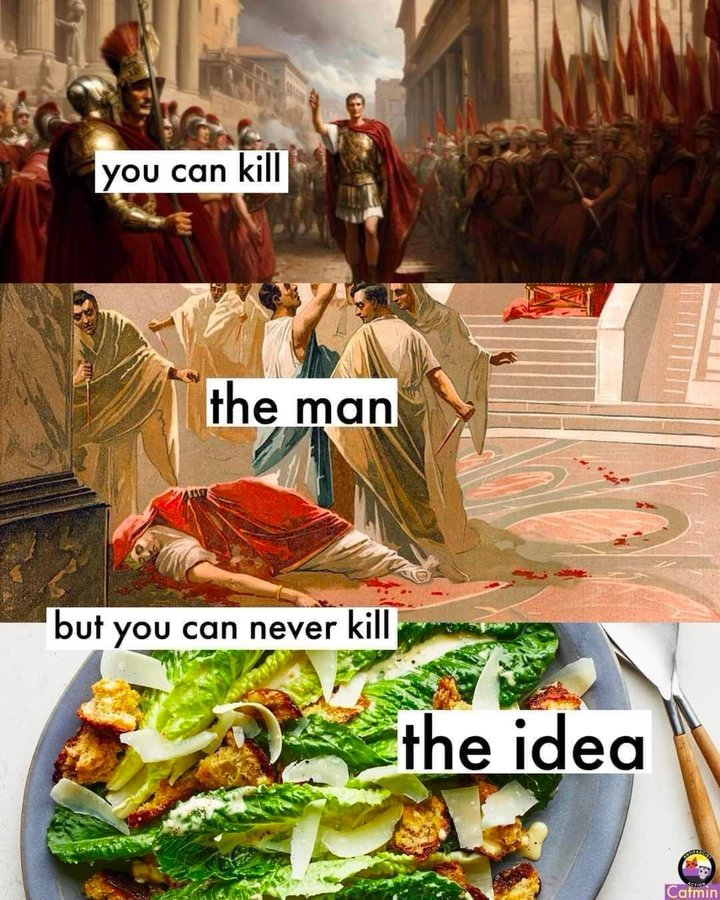 you can kill
the man
but you can never kill
the idea
Catmin